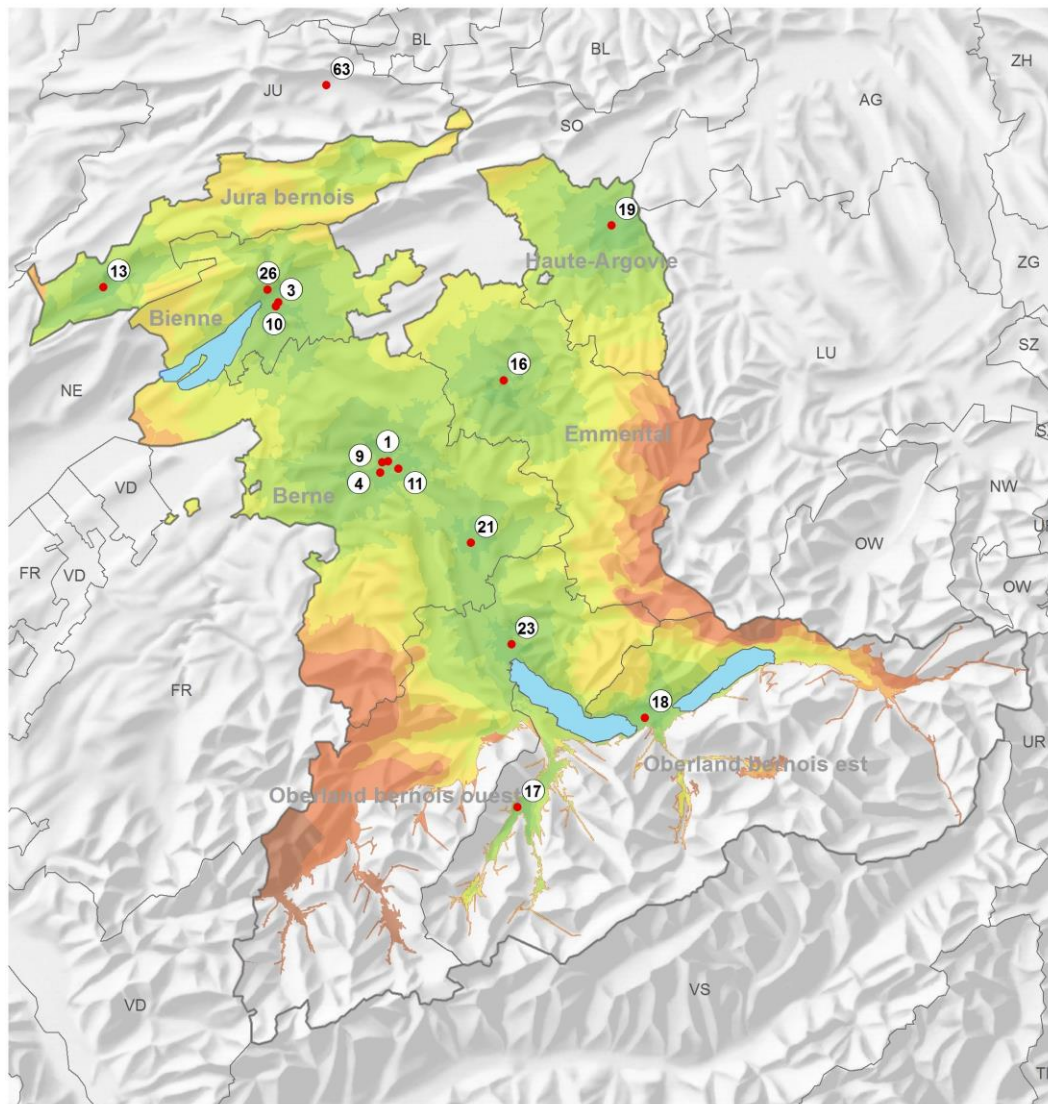 BL
BL
ZH
63
JU
AG
SO
Jura bernois
19
Haute-Argovie
13
26
3
ZG
Bienne
10
SZ
LU
16
NE
Emmental
1
9
VD
4
11
Berne
NW
21
OW
FR
VD
OW
23
FR
18
UR
Oberland bernois est
17
Oberland bernois ouest
VS
VD